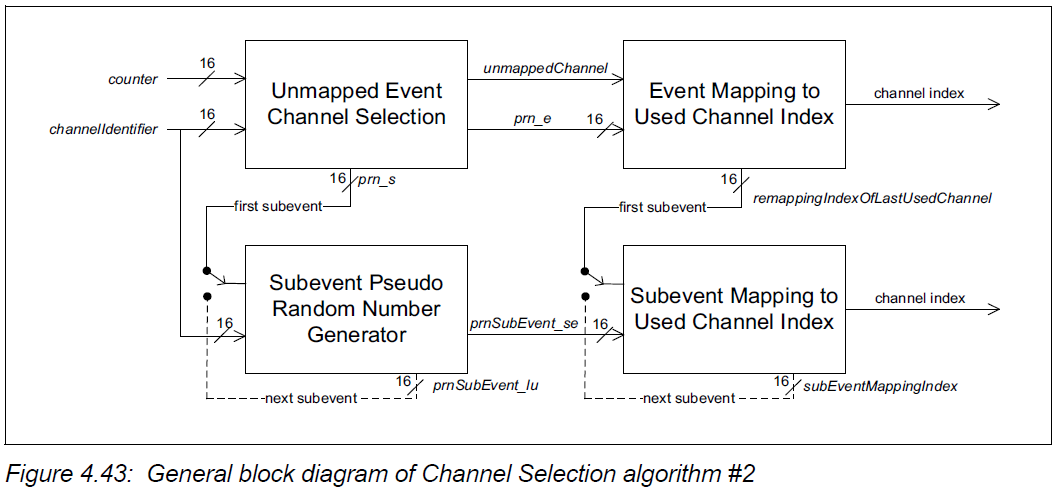 counter
16
channelIdentifier
16
Unmapped Event
Channel Selection
unmappedChannel
prn_e
16
Event Mapping to
Used Channel Index
channel index
16
prn_s
first subevent
16
remappingIndexOfLastUsedChannel
first subevent
16
Subevent Pseudo
Random Number
Generator
prnSubEvent_se
16
Subevent Mapping to
Used Channel Index
channel index
16
prnSubEvent_lu
next subevent
16
subEventMappingIndex
next subevent
Figure 4.43: General block diagram of Channel Selection algorithm #2